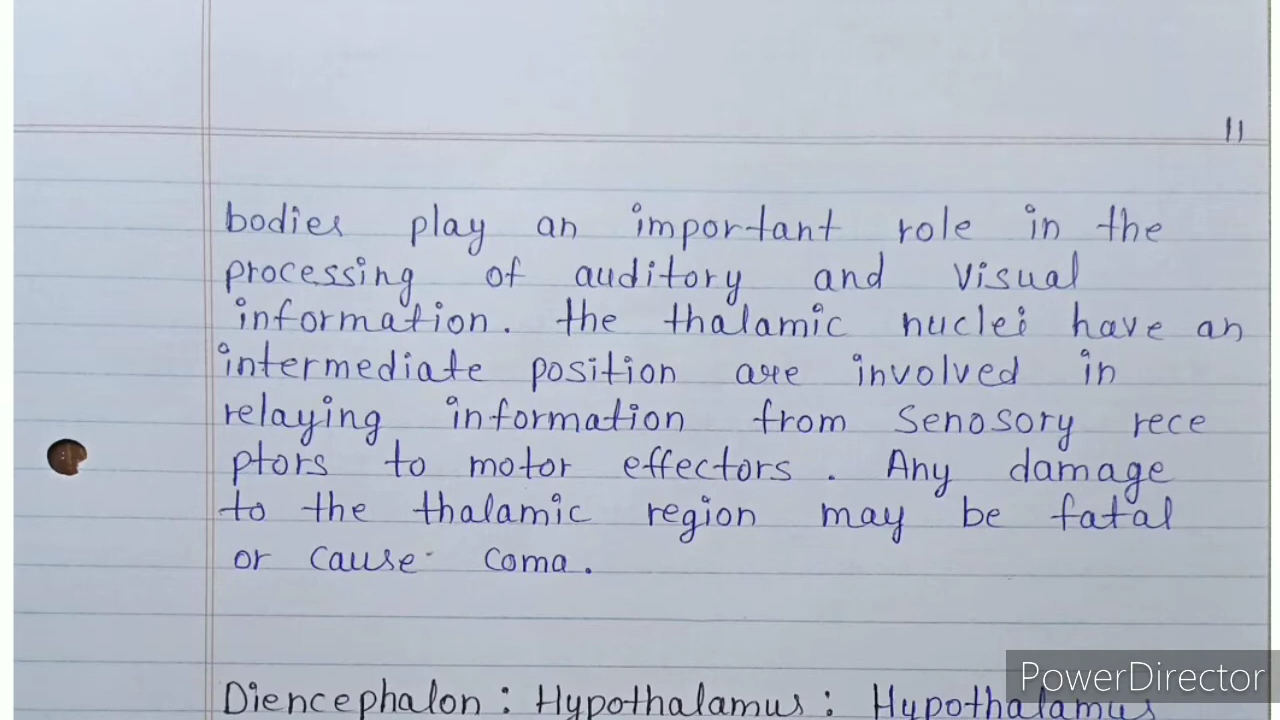 11
bodies play an important role in the
processing of auditory and visual
information. the thalamic nuclei have an
intermediate position are involved in
relaying information from Senosory rece
ptors to motor effectors. Any damage
to the thalamic region may be fatal
or cause coma.
Diencephalon: Hypothalamus: Hypothalamus
PowerDirector